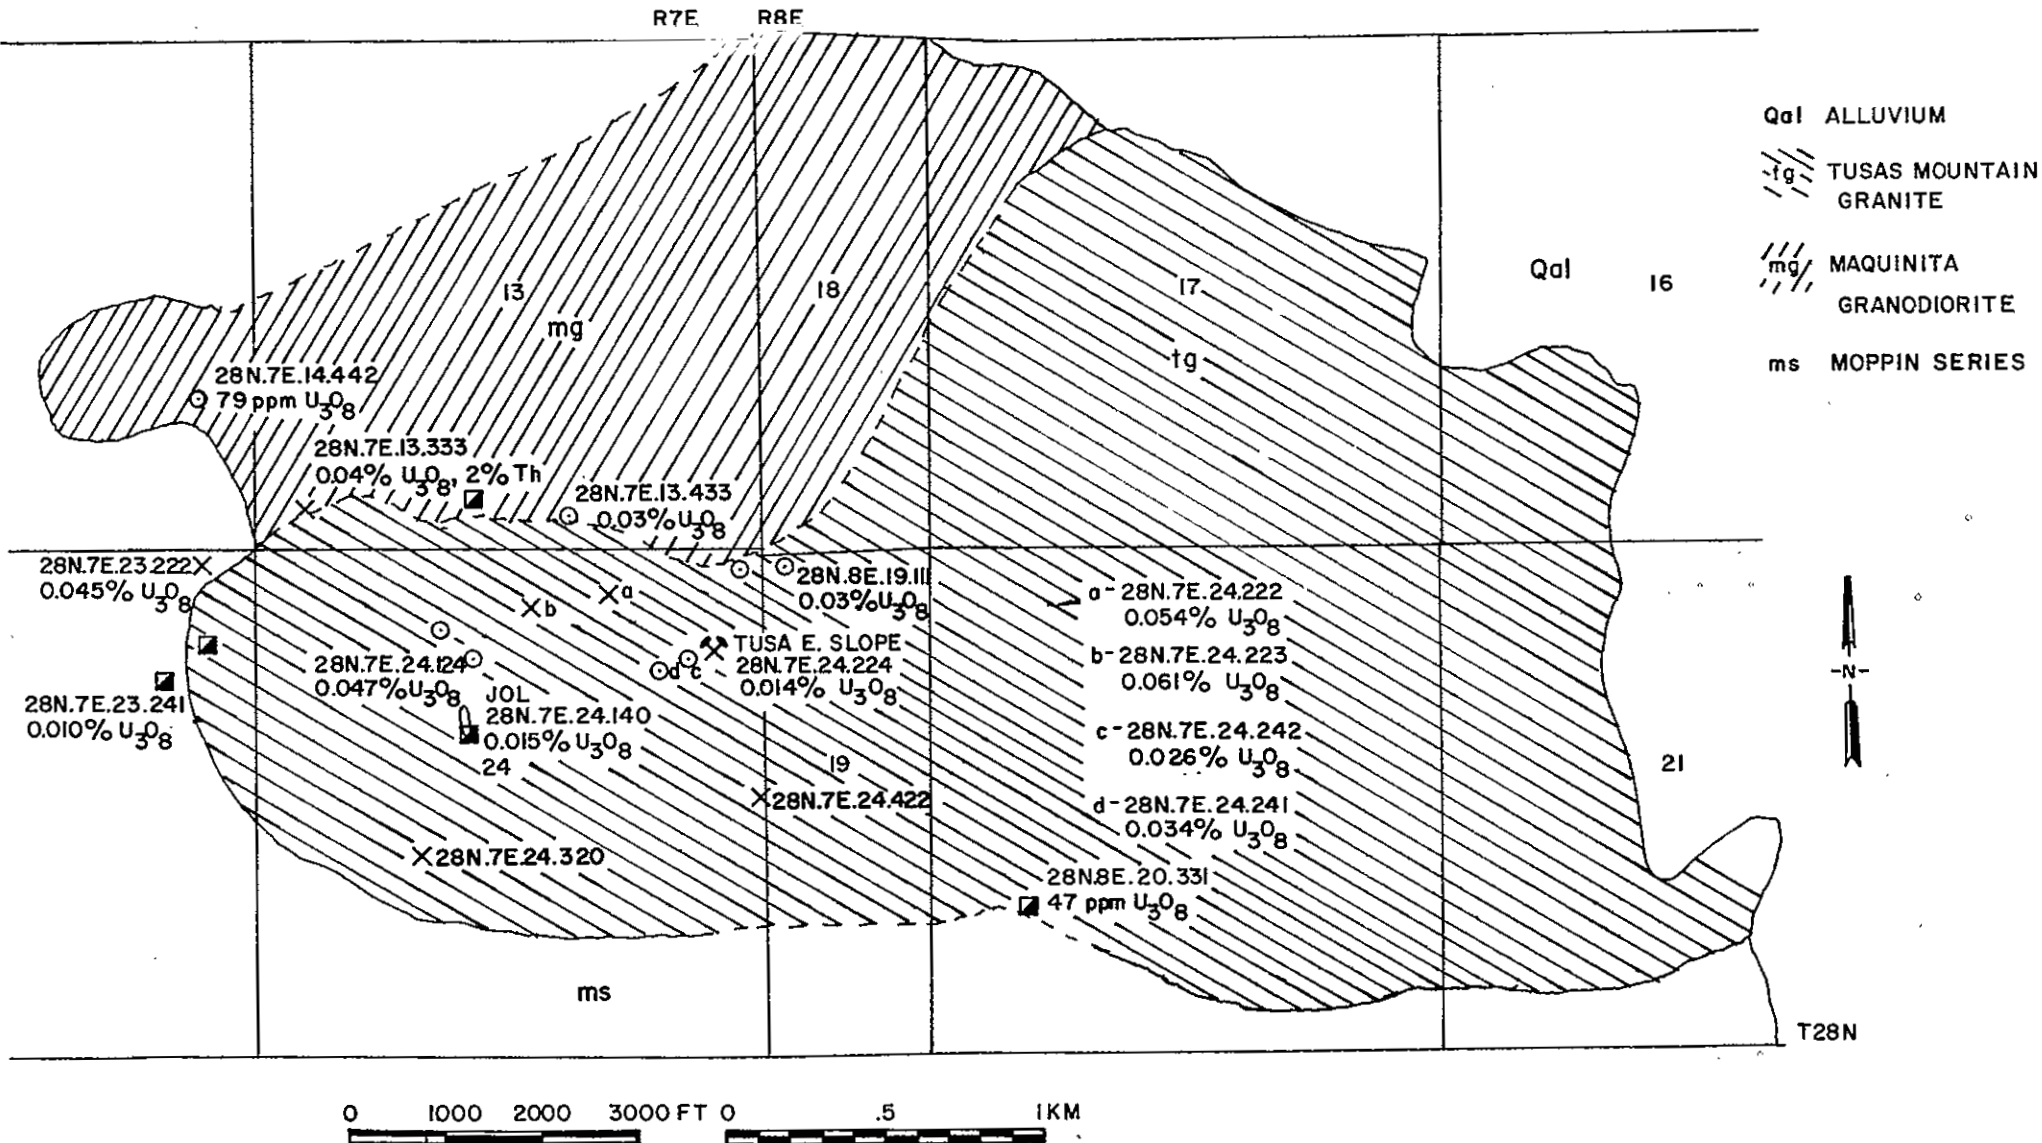 R7E R8E
Qal ALLUVIUM
tg TUSAS MOUNTAIN
GRANITE
mg MAQUINITA
GRANODIORITE
ms MOPPIN SERIES
13
18
17
Qal 16
mg
tg
28N.7E.14.442
79 ppm U3O8
28N.7E.13.333
0.04% U3O8, 2% Th
28N.7E.13.433
0.03% U3O8
28N.7E.23.222
0.045% U3O8
28N.8E.19.111
0.03% U3O8
a
b
a-28N.7E.24.222
0.054% U3O8
b-28N.7E.24.223
0.061% U3O8
c-28N.7E.24.242
0.026% U3O8
d-28N.7E.24.241
0.034% U3O8
TUSA E. SLOPE
28N.7E.24.224
0.014% U3O8
d c
28N.7E.24.124
0.047% U3O8
JOL
28N.7E.24.140
0.015% U3O8
24
28N.7E.23.241
0.010% U3O8
19
21
28N.7E.24.422
28N.7E.24.320
28N.8E.20.331
47 ppm U3O8
-N-
ms
T28N
0 1000 2000 3000 FT
0 .5 1KM